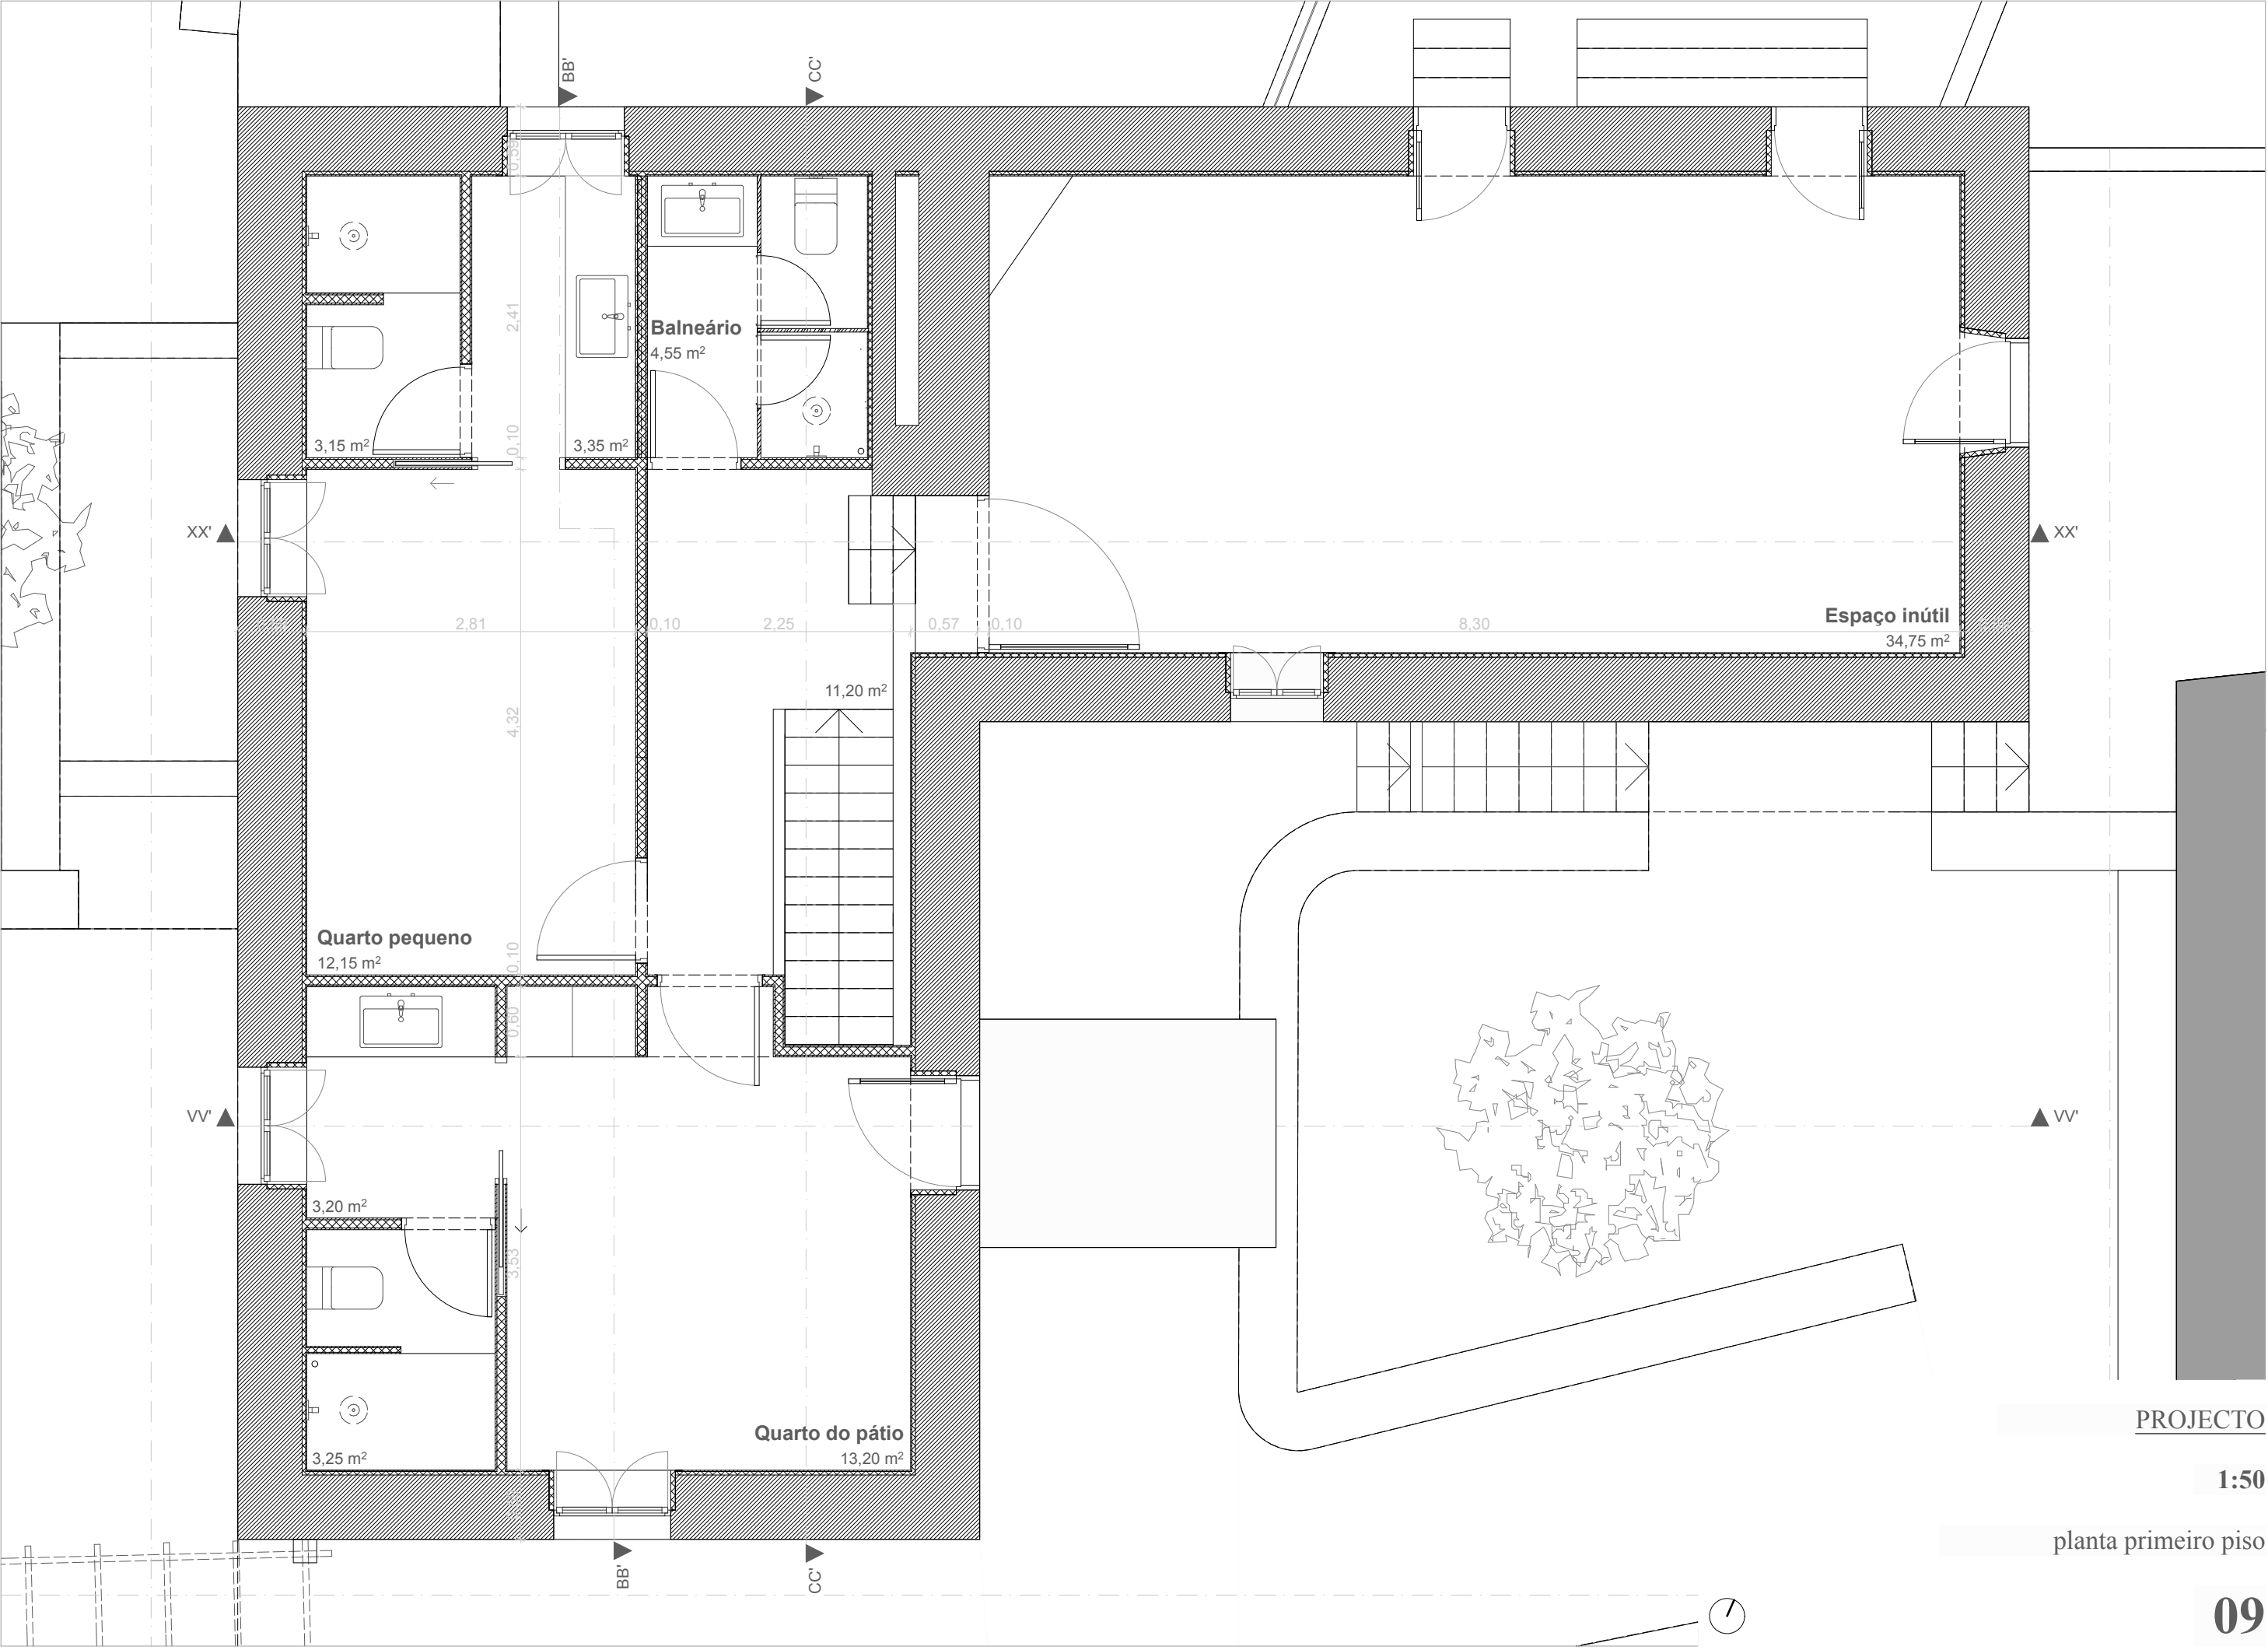 BB'
CC'
0,59
2,41
Balneário
4,55 m²
0,10
3,15 m²
3,35 m²
XX'
XX'
2,81
0,10
2,25
0,57
0,10
8,30
Espaço inútil
34,75 m²
11,20 m²
4,32
Quarto pequeno
12,15 m²
0,10
0,60
VV'
VV'
3,20 m²
3,53
Quarto do pátio
13,20 m²
3,25 m²
BB'
CC'
PROJECTO
1:50
planta primeiro piso
09